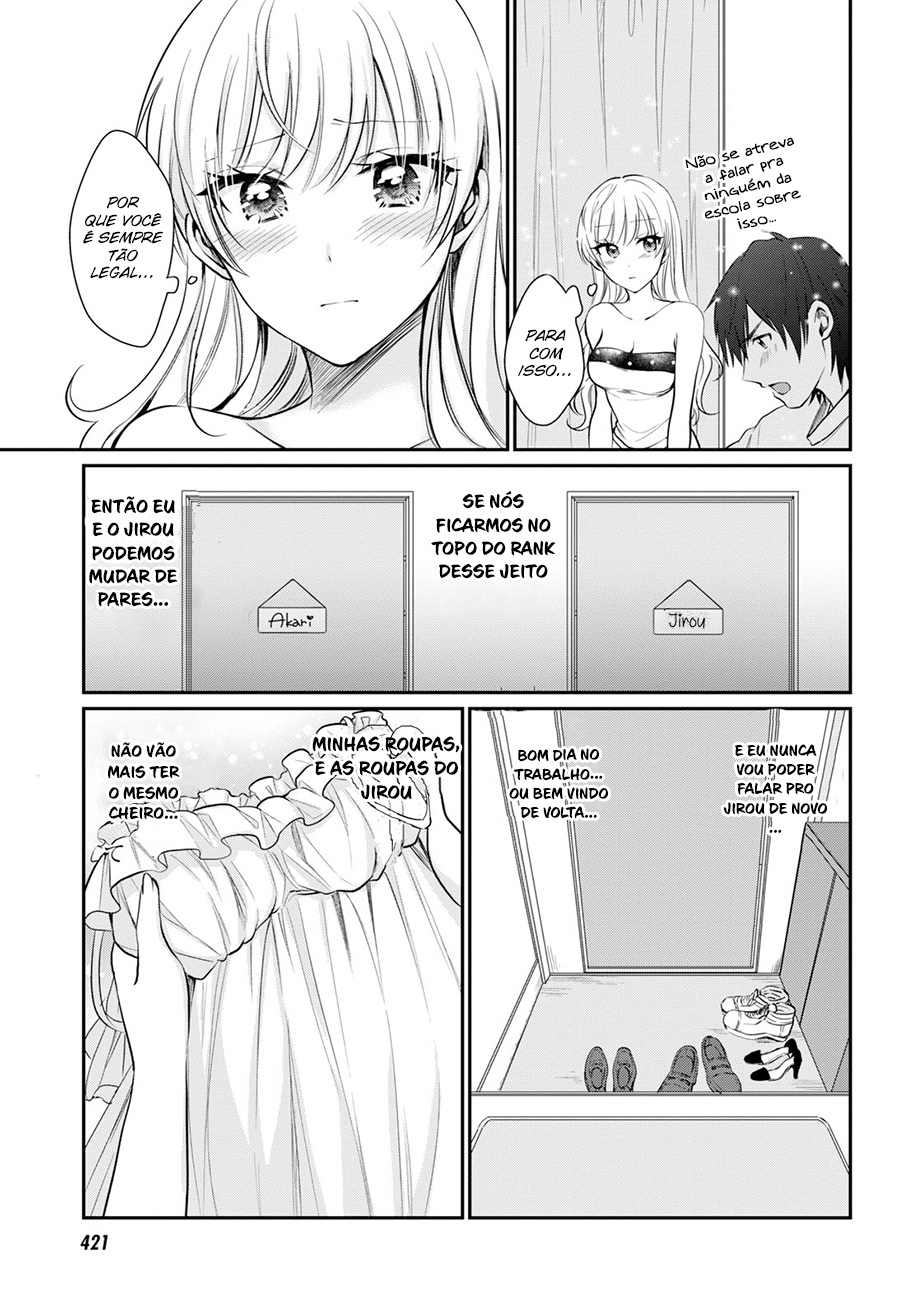 Não se atreva
a falar pra
ninguém da
escola sobre
isso...
PARA
COM
ISSO...
POR
QUE VOCÊ
É SEMPRE
TÃO
LEGAL...
SE NÓS
FICARMOS NO
TOPO DO RANK
DESSE JEITO
Jirou
ENTÃO EU
E O JIROU
PODEMOS
MUDAR DE
PARES...
Akari
E EU NUNCA
VOU PODER
FALAR PRO
JIROU DE NOVO
...
BOM DIA NO
TRABALHO...
OU BEM VINDO
DE VOLTA...
MINHAS ROUPAS,
E AS ROUPAS DO
JIROU
NÃO VÃO
MAIS TER
O MESMO
CHEIRO...
421